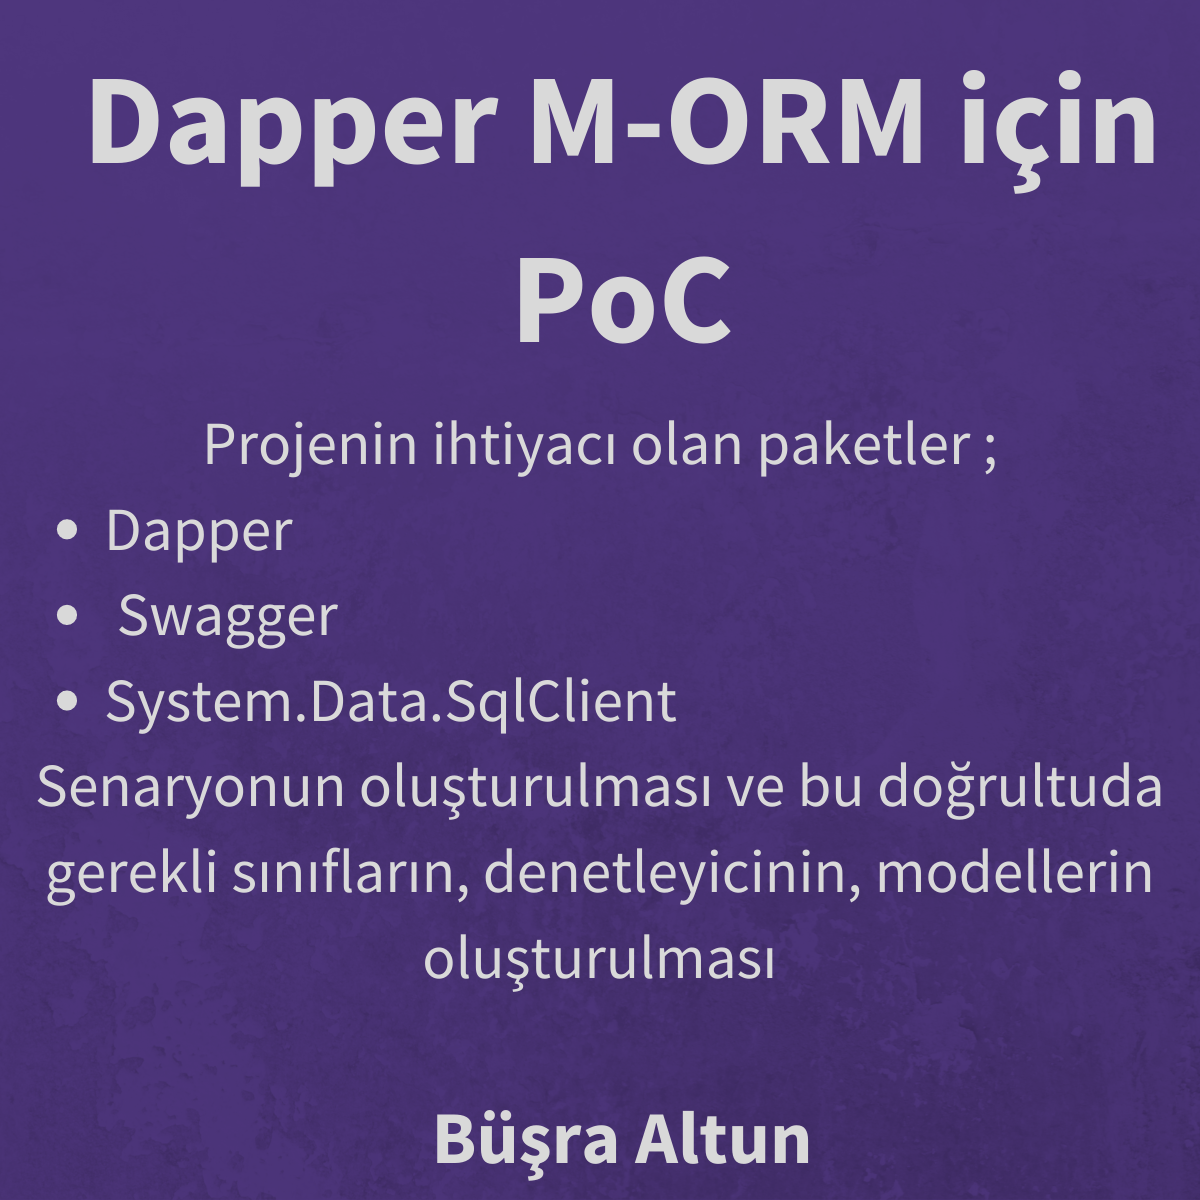 Dapper M-ORM için
PoC
Projenin ihtiyacı olan paketler ;
• Dapper
• Swagger
• System.Data.SqlClient
Senaryonun oluşturulması ve bu doğrultuda
gerekli sınıfların, denetleyicinin, modellerin
oluşturulması
Büşra Altun